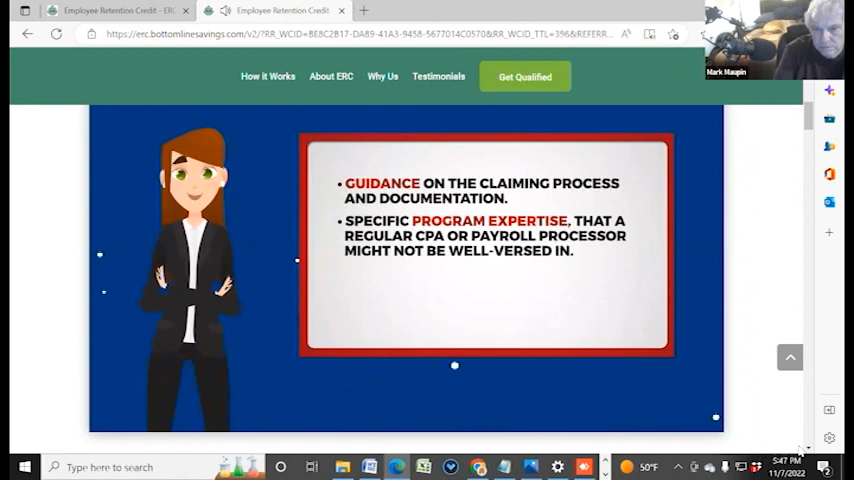 Employee Retention Credit - ERC
Employee Retention Credit
https://erc.bottomlinesavings.com/v2/?RR_WCID=BE8C2B17-DA89-41A3-9458-5677014C0570&RR_WCID_TTL=396&REFERR...
Mark Maupin
How it Works
About ERC
Why Us
Testimonials
Get Qualified
• GUIDANCE ON THE CLAIMING PROCESS
AND DOCUMENTATION.
• SPECIFIC PROGRAM EXPERTISE, THAT A
REGULAR CPA OR PAYROLL PROCESSOR
MIGHT NOT BE WELL-VERSED IN.
Type here to search
50°F
5:47 PM
11/7/2022
2